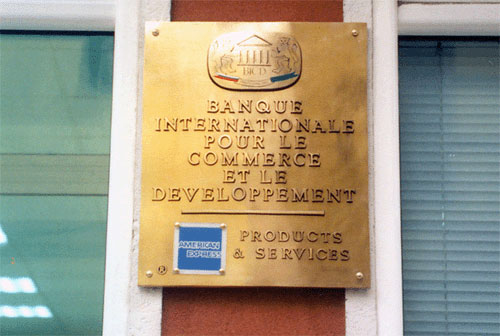 BICD
BANQUE
INTERNATIONALE
POUR LE
COMMERCE
ET LE
DEVELOPPEMENT
AMERICAN
EXPRESS
PRODUCTS
& SERVICES
®